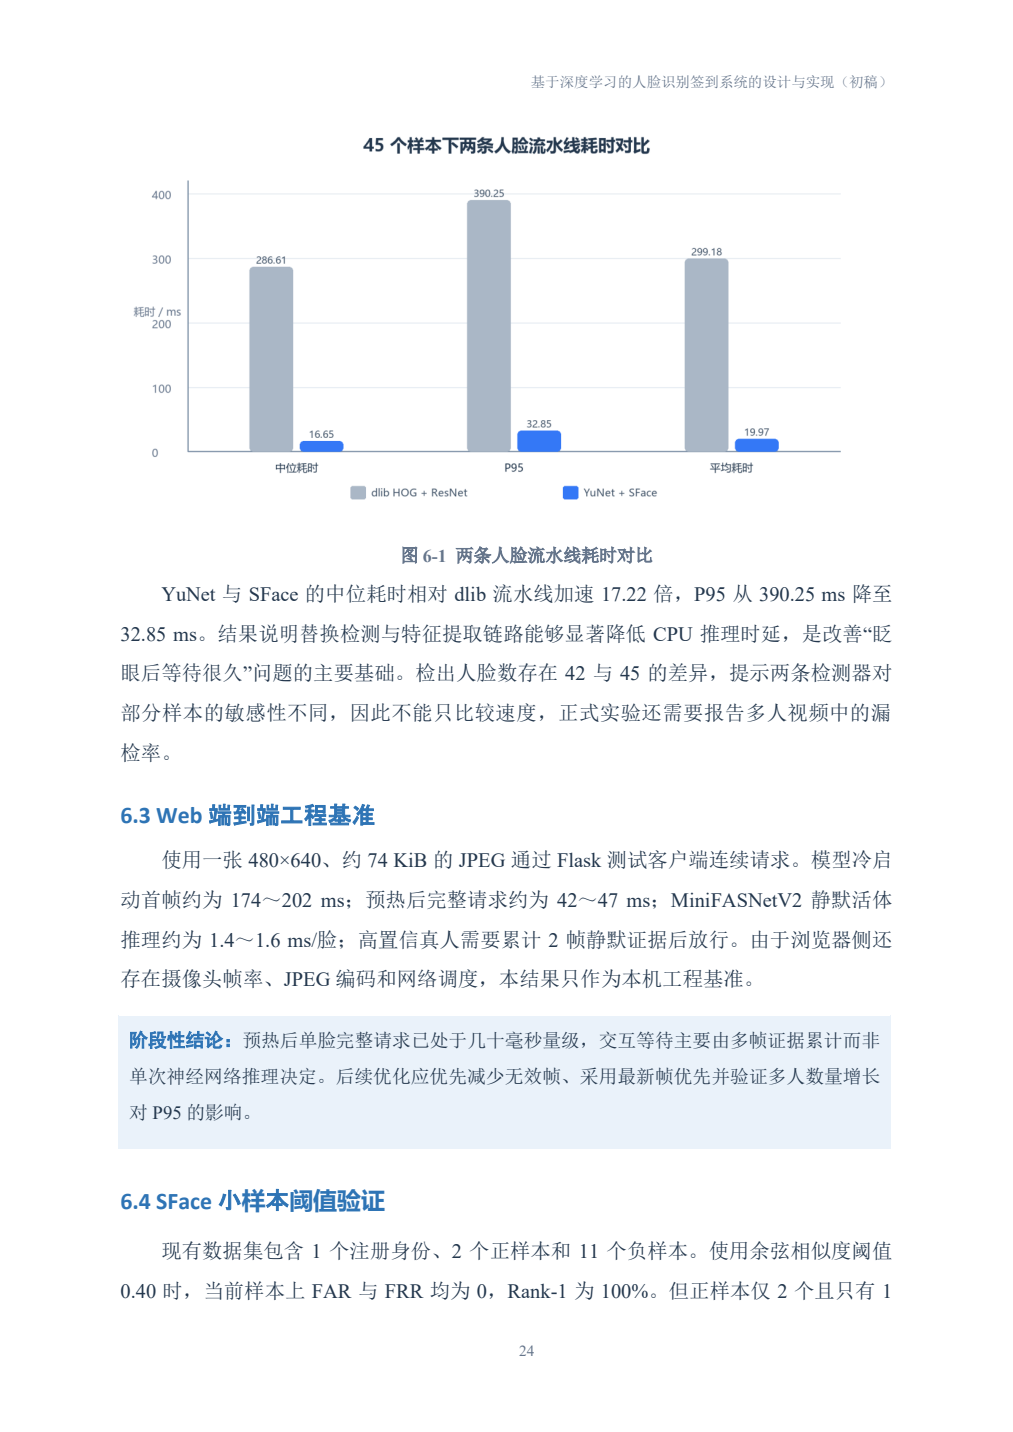 基于深度学习的人脸识别签到系统的设计与实现（初稿）
45 个样本下两条人脸流水线耗时对比
400
390.25
300
286.61
299.18
耗时 / ms
200
100
16.65
32.85
19.97
0
中位耗时
P95
平均耗时
dlib HOG + ResNet
YuNet + SFace
图 6-1 两条人脸流水线耗时对比
YuNet 与 SFace 的中位耗时相对 dlib 流水线加速 17.22 倍，P95 从 390.25 ms 降至
32.85 ms。结果说明替换检测与特征提取链路能够显著降低 CPU 推理时延，是改善“眨
眼后等待很久”问题的主要基础。检出人脸数存在 42 与 45 的差异，提示两条检测器对
部分样本的敏感性不同，因此不能只比较速度，正式实验还需要报告多人视频中的漏
检率。
6.3 Web 端到端工程基准
使用一张 480×640、约 74 KiB 的 JPEG 通过 Flask 测试客户端连续请求。模型冷启
动首帧约为 174～202 ms；预热后完整请求约为 42～47 ms；MiniFASNetV2 静默活体
推理约为 1.4～1.6 ms/脸；高置信真人需要累计 2 帧静默证据后放行。由于浏览器侧还
存在摄像头帧率、JPEG 编码和网络调度，本结果只作为本机工程基准。
阶段性结论：预热后单脸完整请求已处于几十毫秒量级，交互等待主要由多帧证据累计而非
单次神经网络推理决定。后续优化应优先减少无效帧、采用最新帧优先并验证多人数量增长
对 P95 的影响。
6.4 SFace 小样本阈值验证
现有数据集包含 1 个注册身份、2 个正样本和 11 个负样本。使用余弦相似度阈值
0.40 时，当前样本上 FAR 与 FRR 均为 0，Rank-1 为 100%。但正样本仅 2 个且只有 1
24